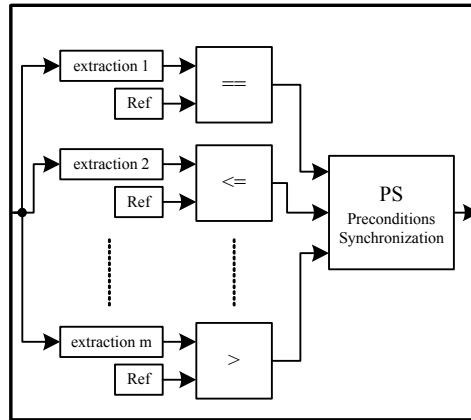 extraction 1
==
Ref
extraction 2
<=
Ref
PS
Preconditions
Synchronization
extraction m
>
Ref